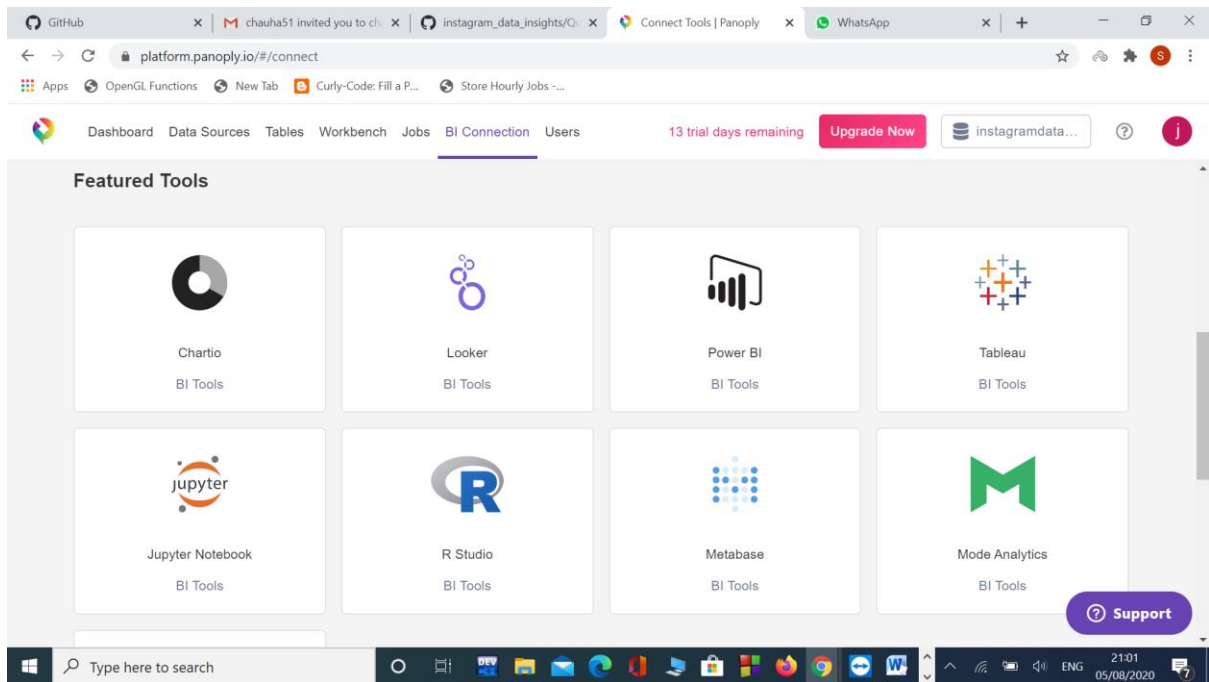 GitHub
chauha51 invited you to ch
instagram_data_insights/Qu
Connect Tools | Panoply
WhatsApp
platform.panoply.io/#/connect
S
Apps
OpenGL Functions
New Tab
Curly-Code: Fill a P...
Store Hourly Jobs -...
Dashboard Data Sources Tables Workbench Jobs BI Connection Users
13 trial days remaining
Upgrade Now
instagramdata...
j
Featured Tools
Chartio
BI Tools
Looker
BI Tools
Power BI
BI Tools
Tableau
BI Tools
jupyter
Jupyter Notebook
BI Tools
R
R Studio
BI Tools
Metabase
BI Tools
Mode Analytics
BI Tools
Support
Type here to search
DEV
ENG
21:01
05/08/2020
7